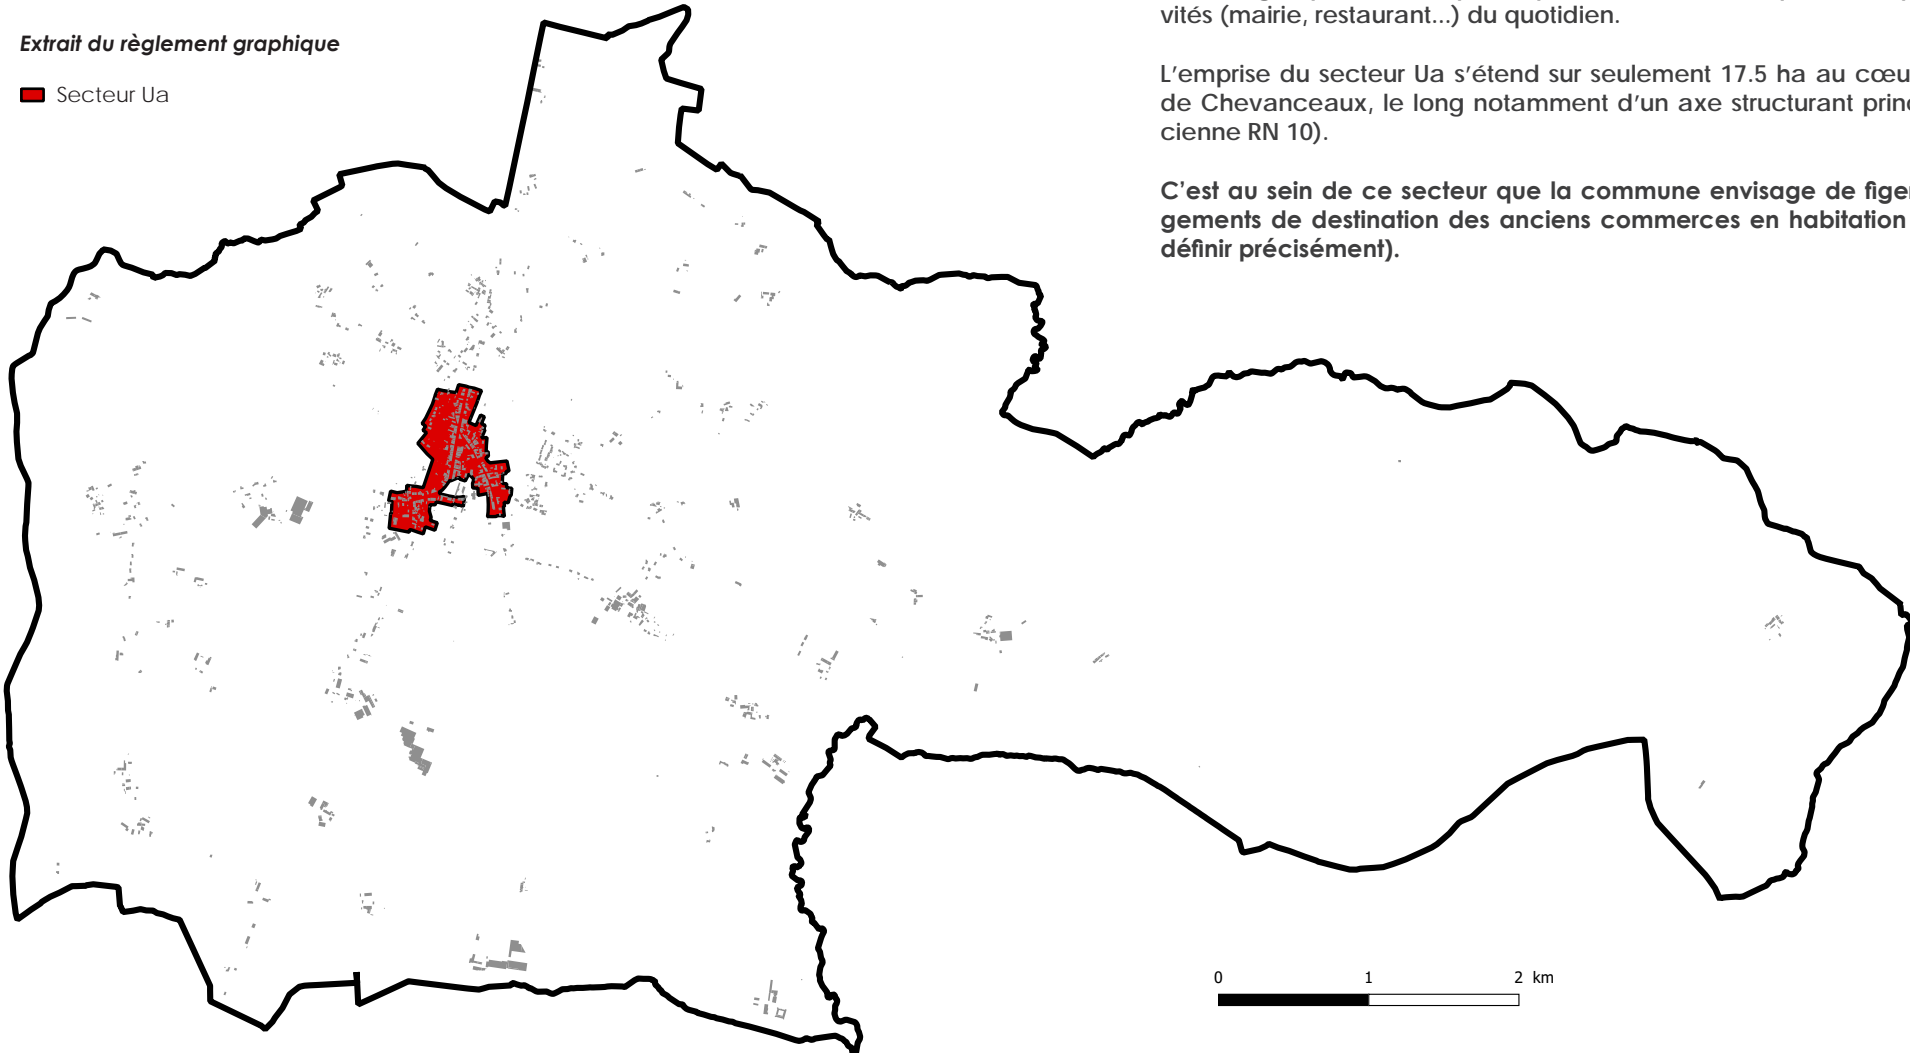 Extrait du règlement graphique
Secteur Ua
vités (mairie, restaurant...) du quotidien.
L'emprise du secteur Ua s'étend sur seulement 17.5 ha au cœu
de Chevanceaux, le long notamment d'un axe structurant prin
cienne RN 10).
C'est au sein de ce secteur que la commune envisage de figer
gements de destination des anciens commerces en habitation
définir précisément).
0 1 2 km